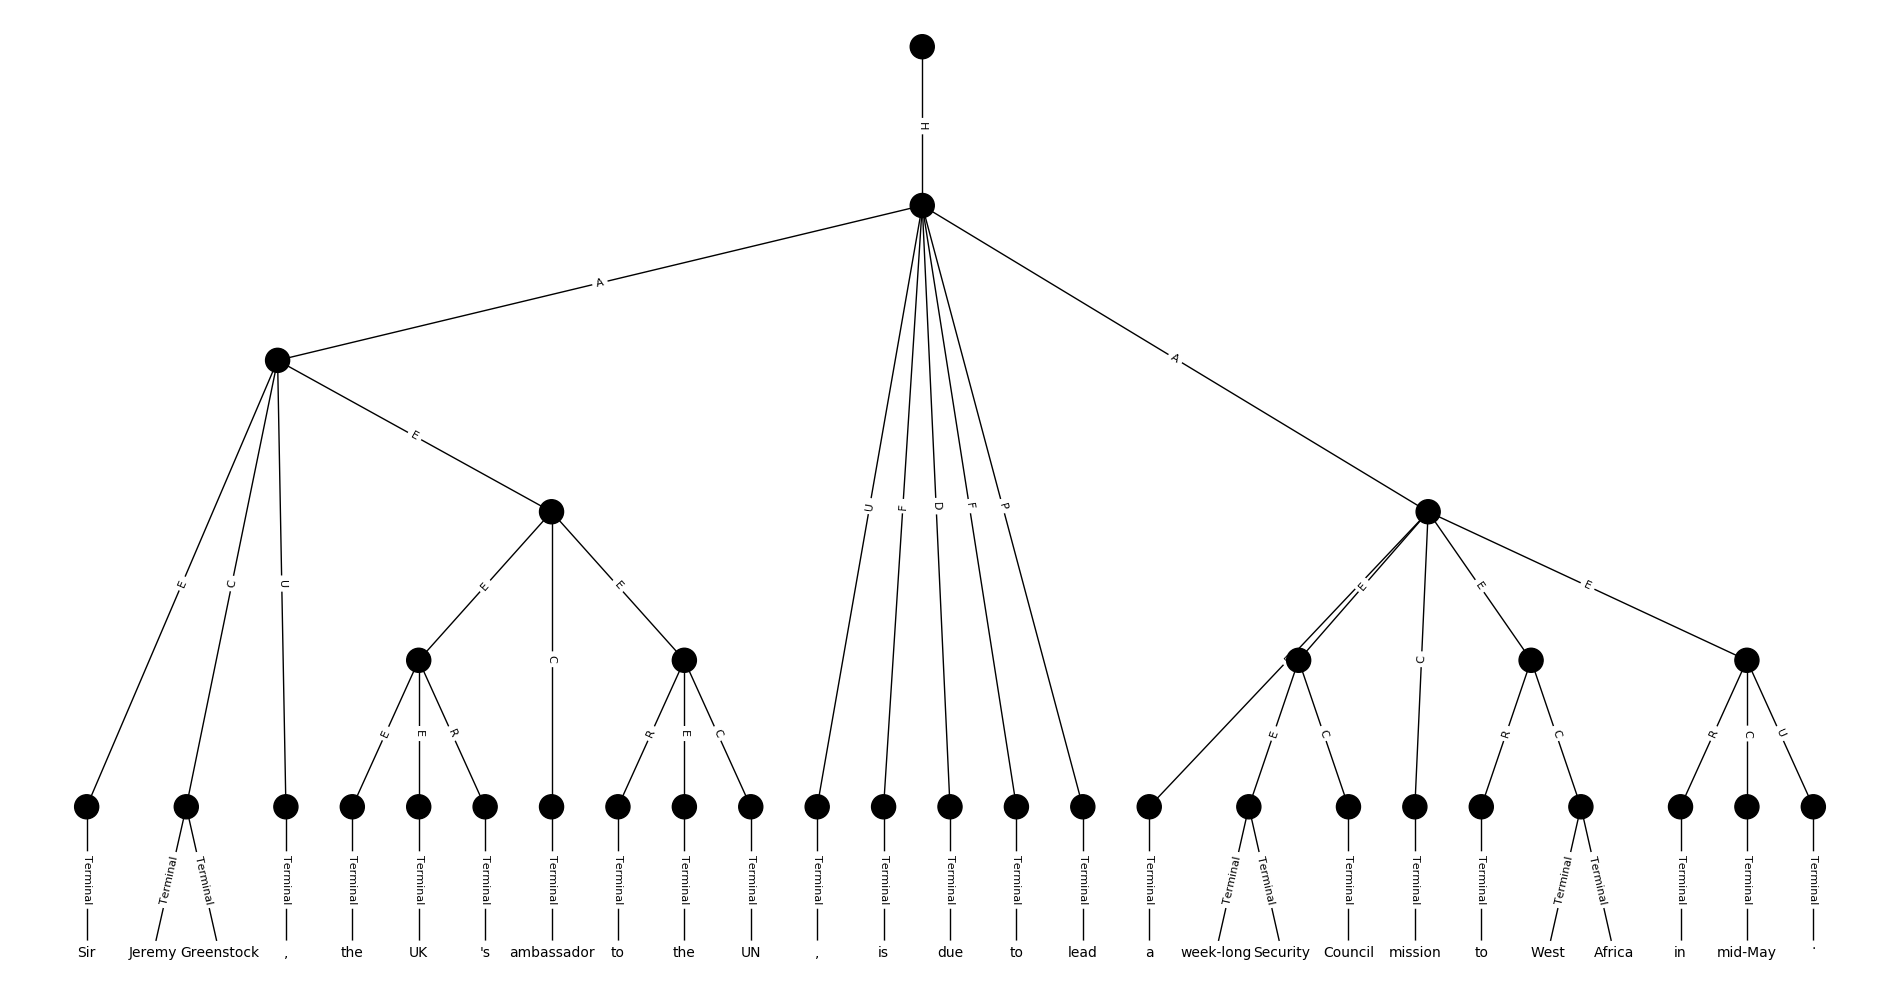 H
A
A
E
U
F
D
F
P
E
C
U
E
E
E
E
E
C
C
E
E
R
R
E
C
E
C
R
C
R
C
U
Terminal Terminal Terminal Terminal Terminal Terminal Terminal Terminal Terminal Terminal Terminal Terminal Terminal Terminal Terminal Terminal Terminal Terminal Terminal Terminal Terminal Terminal Terminal Terminal Terminal Terminal Terminal
Sir Jeremy Greenstock , the UK 's ambassador to the UN , is due to lead a week-long Security Council mission to West Africa in mid-May .